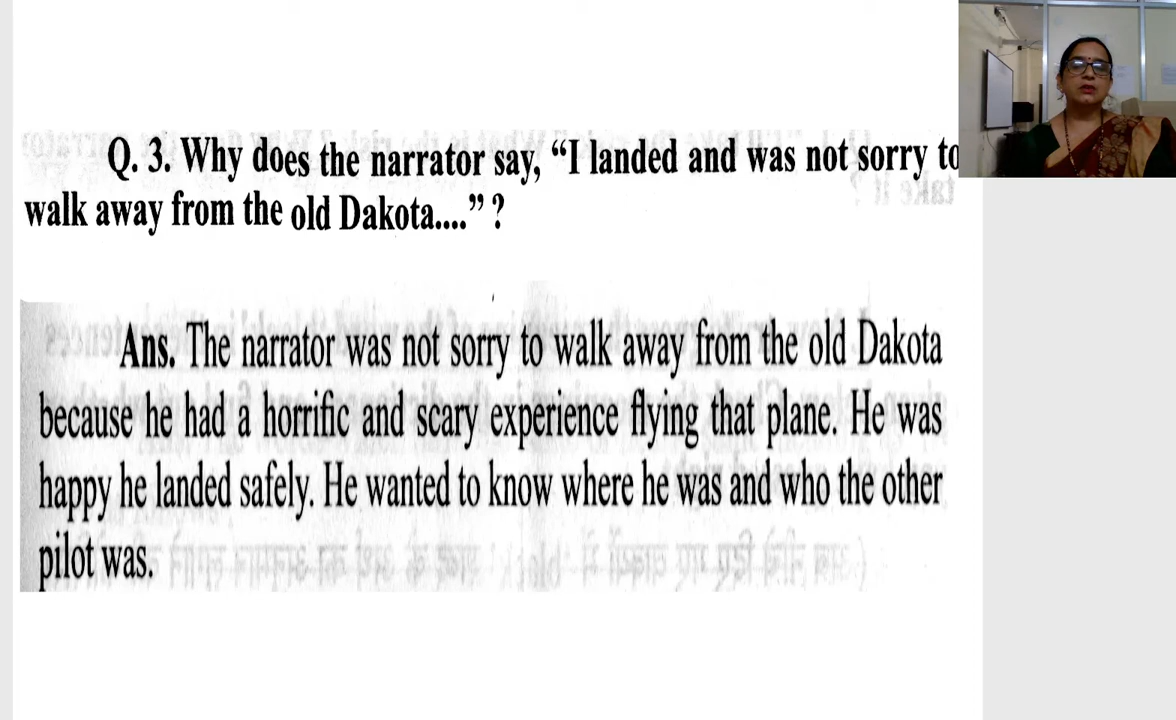 Q. 3. Why does the narrator say, “I landed and was not sorry to
walk away from the old Dakota....” ?
Ans. The narrator was not sorry to walk away from the old Dakota
because he had a horrific and scary experience flying that plane. He was
happy he landed safely. He wanted to know where he was and who the other
pilot was.